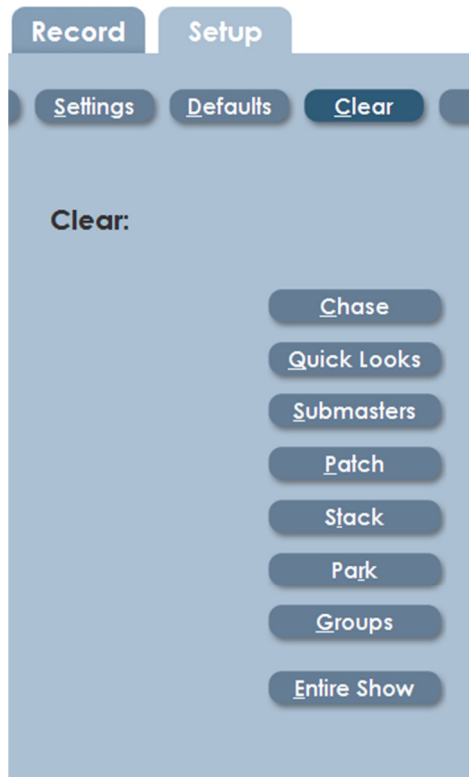 Record Setup
Settings Defaults Clear
Clear:
Chase
Quick Looks
Submasters
Patch
Stack
Park
Groups
Entire Show